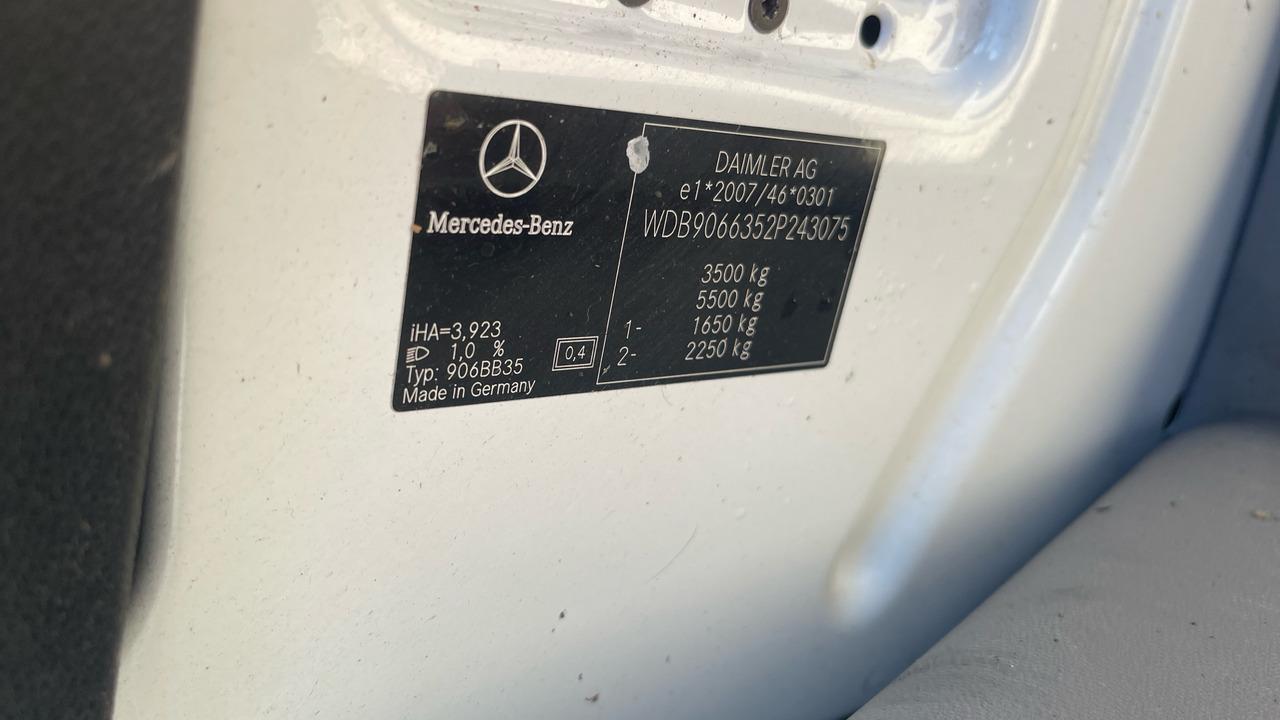 Mercedes-Benz
iHA=3,923
1,0 %
Typ: 906BB35
Made in Germany
0,4
DAIMLER AG
e1*2007/46*0301
WDB9066352P243075
3500 kg
5500 kg
1- 1650 kg
2- 2250 kg